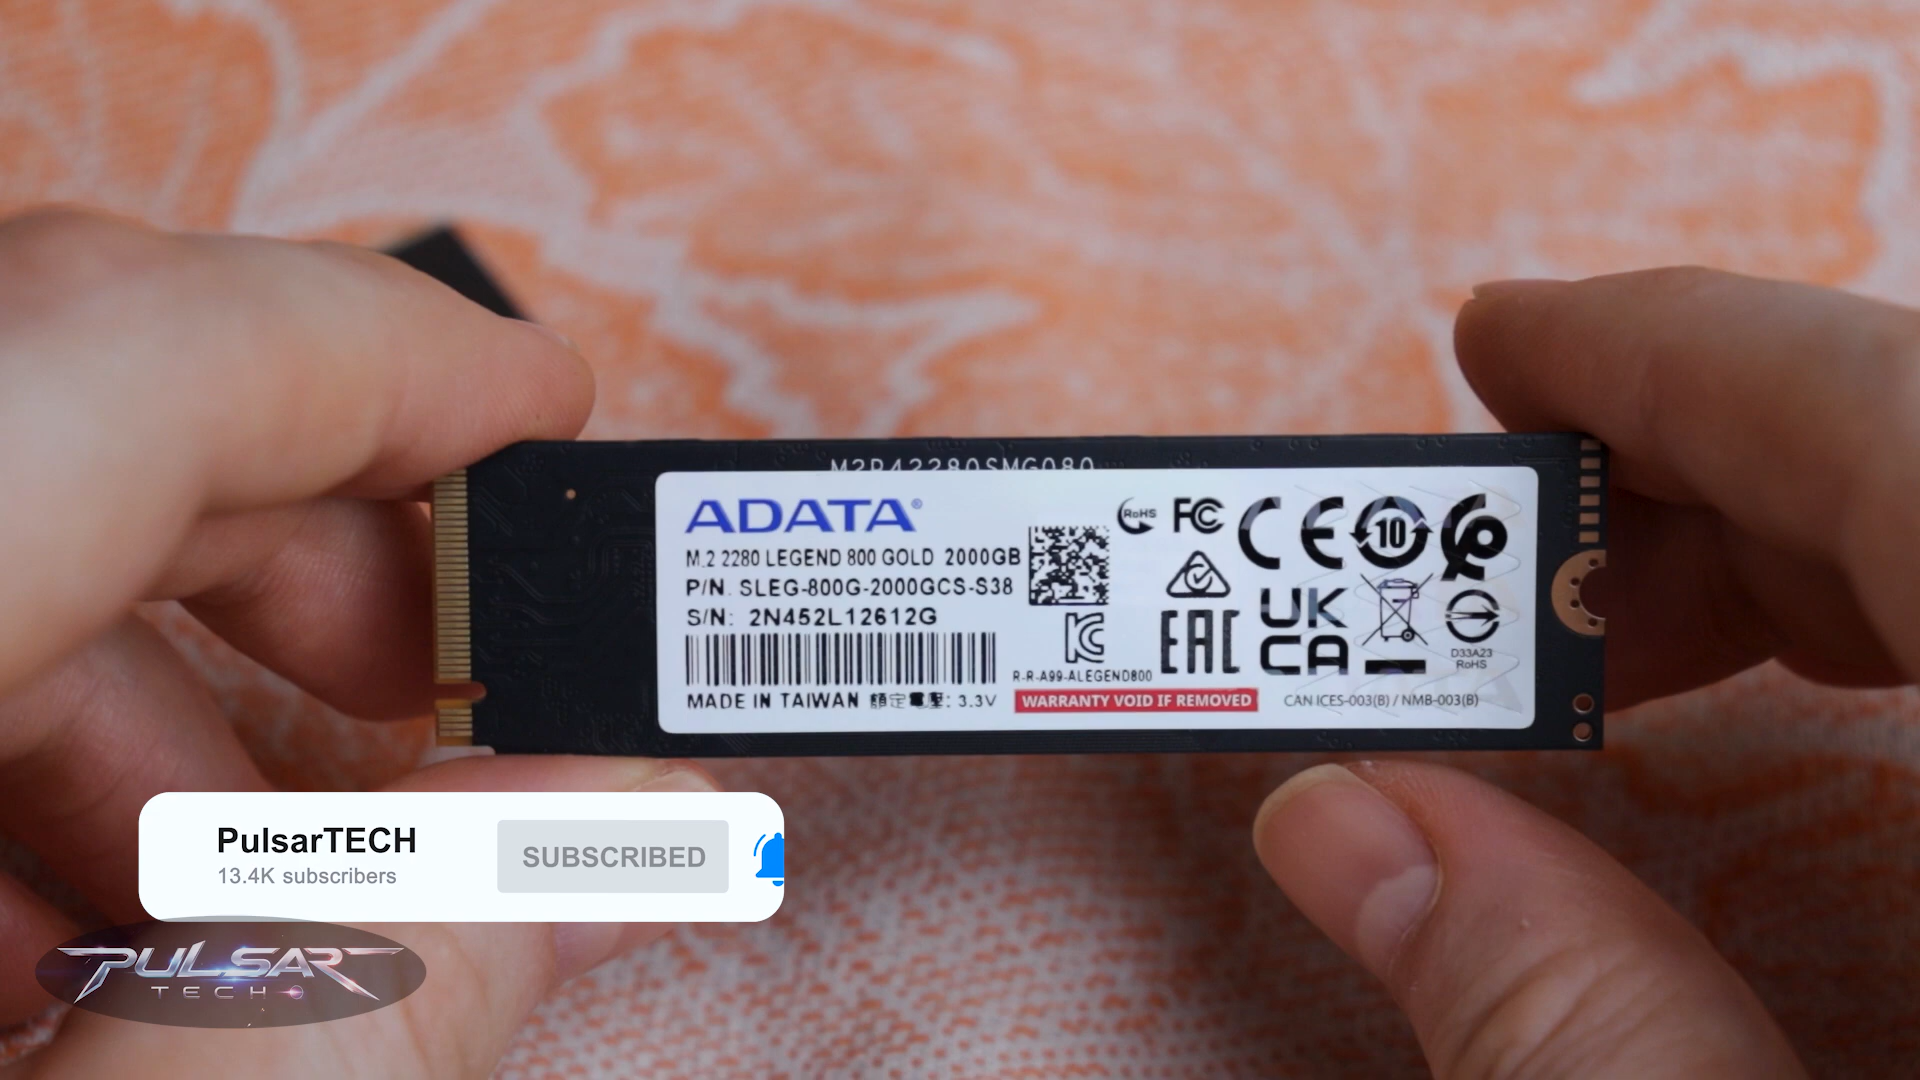 M2P42280SMG080
ADATA®
M.2 2280 LEGEND 800 GOLD 2000GB
P/N. SLEG-800G-2000GCS-S38
S/N: 2N452L12612G
MADE IN TAIWAN 額定電壓: 3.3V
RoHS
FC
CE
10
EAC
UK
CA
D33A23
RoHS
R-R-A99-ALEGEND800
WARRANTY VOID IF REMOVED
CAN ICES-003(B) / NMB-003(B)
PulsarTECH
13.4K subscribers
SUBSCRIBED
PULSAR
TECH